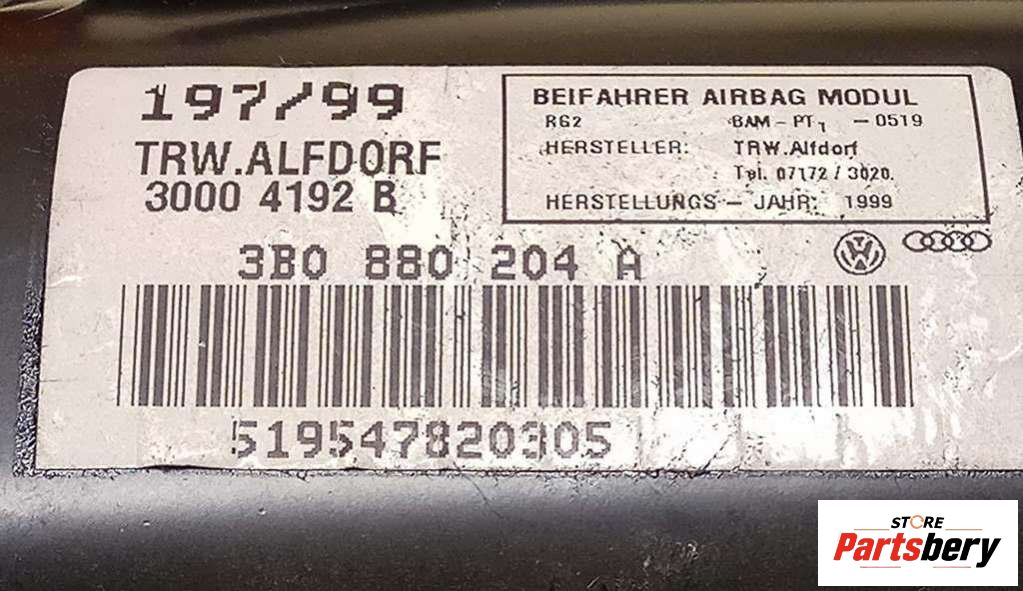 197/99
TRW.ALFDORF
3000 4192 B
BEIFAHRER AIRBAG MODUL
RG2 BAM-PT1 -0519
HERSTELLER: TRW.Alfdorf
Tel. 07172 / 3020.
HERSTELLUNGS - JAHR: 1999
3B0 880 204 A
519547820305
STORE
Partsbery